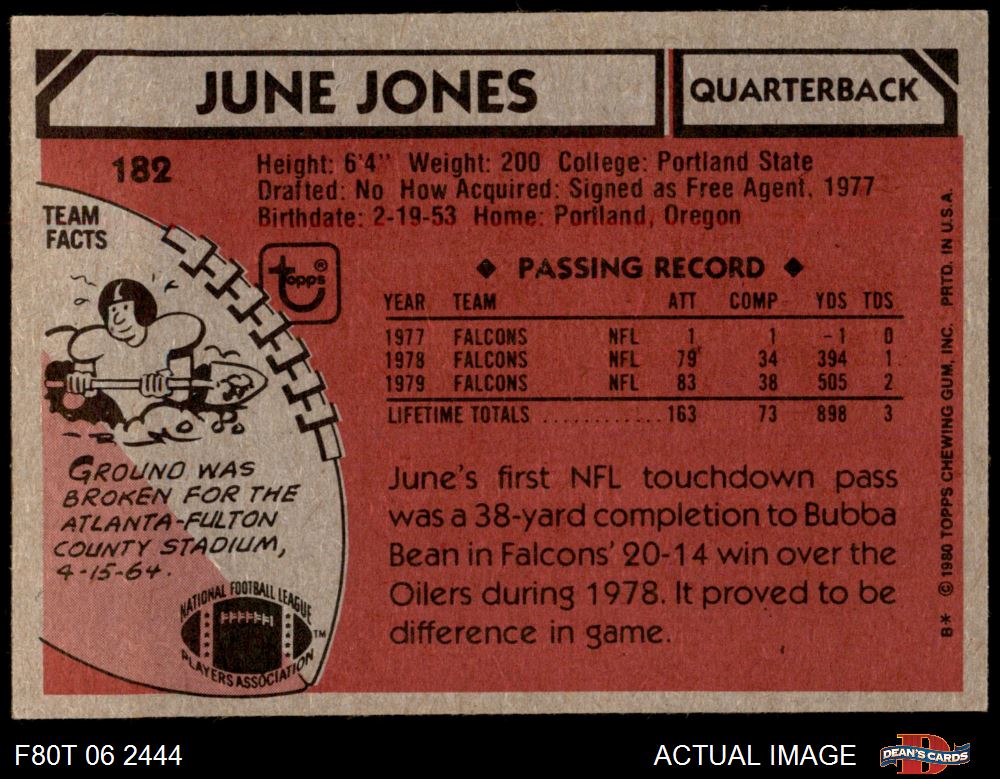 JUNE JONES
QUARTERBACK
182
Height: 6'4" Weight: 200 College: Portland State
Drafted: No How Acquired: Signed as Free Agent, 1977
Birthdate: 2-19-53 Home: Portland, Oregon
TEAM
FACTS
topps®
◆ PASSING RECORD ◆
YEAR TEAM ATT COMP YDS TDS
1977 FALCONS NFL 1 1 -1 0
1978 FALCONS NFL 79 34 394 1
1979 FALCONS NFL 83 38 505 2
LIFETIME TOTALS ........... 163 73 898 3
GROUND WAS
BROKEN FOR THE
ATLANTA-FULTON
COUNTY STADIUM,
4-15-64.
June's first NFL touchdown pass
was a 38-yard completion to Bubba
Bean in Falcons' 20-14 win over the
Oilers during 1978. It proved to be
difference in game.
NATIONAL FOOTBALL LEAGUE
PLAYERS ASSOCIATION
TM
B* © 1980 TOPPS CHEWING GUM, INC. PRTD. IN U.S.A.
F80T 06 2444
ACTUAL IMAGE
DEAN'S CARDS